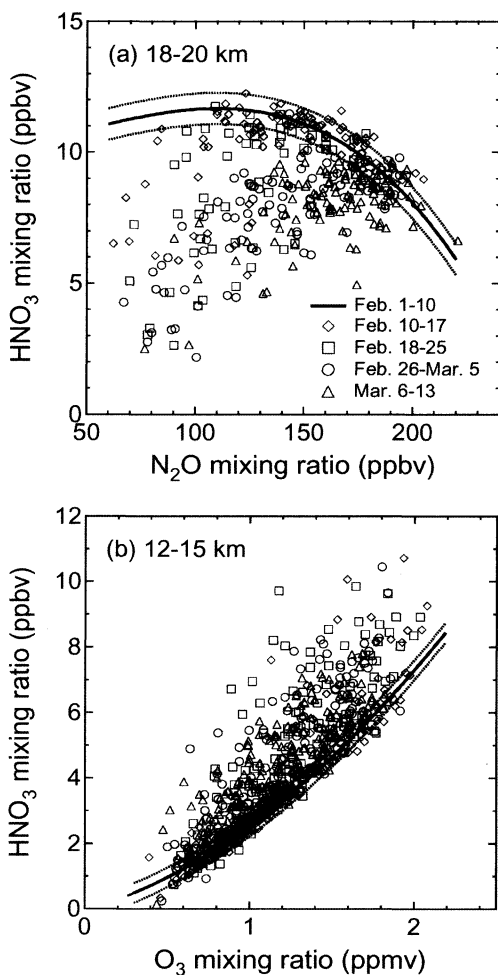 (a) 18-20 km
HNO₃ mixing ratio (ppbv)
15
10
5
0
Feb. 1-10
Feb. 10-17
Feb. 18-25
Feb. 26-Mar. 5
Mar. 6-13
50
100
150
200
N₂O mixing ratio (ppbv)
(b) 12-15 km
HNO₃ mixing ratio (ppbv)
12
10
8
6
4
2
0
0
1
2
O₃ mixing ratio (ppmv)